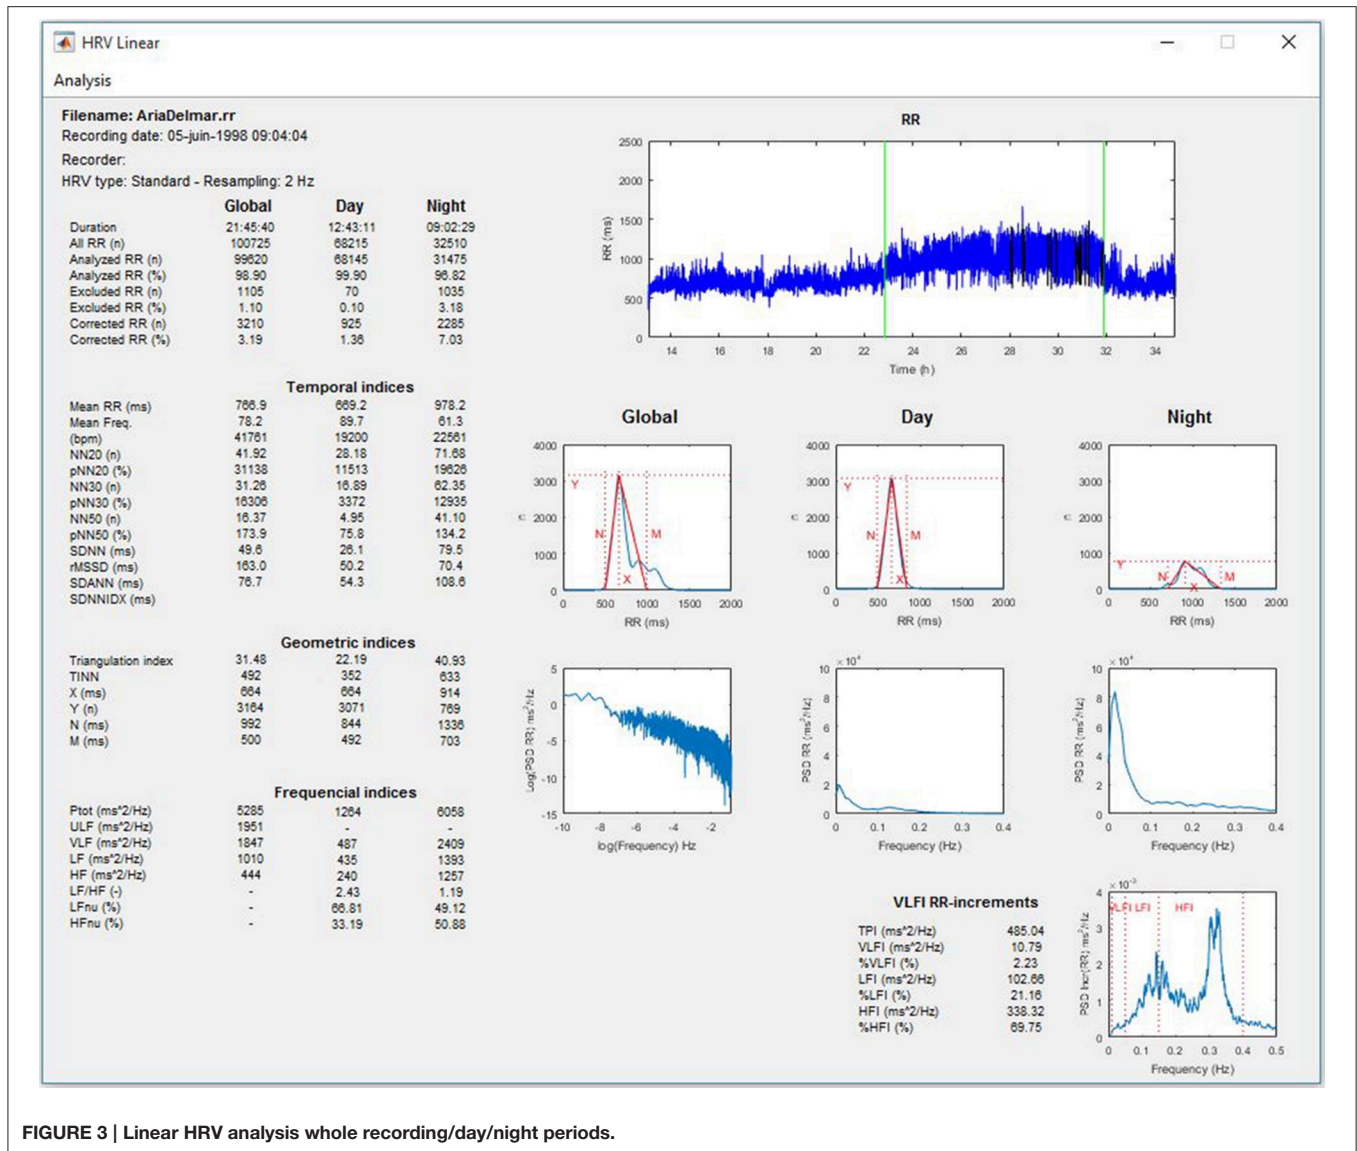 HRV Linear
Analysis
Filename: AriaDelmar.rr
Recording date: 05-juin-1998 09:04:04
Recorder:
HRV type: Standard - Resampling: 2 Hz
Global Day Night
Duration 21:45:40 12:43:11 09:02:29
All RR (n) 100725 68215 32510
Analyzed RR (n) 99620 68145 31475
Analyzed RR (%) 98.90 99.90 96.82
Excluded RR (n) 1105 70 1035
Excluded RR (%) 1.10 0.10 3.18
Corrected RR (n) 3210 925 2285
Corrected RR (%) 3.19 1.36 7.03
Temporal indices
Mean RR (ms) 766.9 669.2 978.2
Mean Freq. 78.2 89.7 61.3
(bpm) 41761 19200 22561
NN20 (n) 41.92 28.18 71.68
pNN20 (%) 31138 11513 19626
NN30 (n) 31.26 16.89 62.35
pNN30 (%) 16306 3372 12935
NN50 (n) 16.37 4.95 41.10
pNN50 (%) 173.9 75.8 134.2
SDNN (ms) 49.6 26.1 79.5
rMSSD (ms) 163.0 50.2 70.4
SDANN (ms) 76.7 54.3 108.6
SDNNIDX (ms)
Geometric indices
Triangulation index 31.48 22.19 40.93
TINN 492 352 633
X (ms) 664 664 914
Y (n) 3164 3071 769
N (ms) 992 844 1336
M (ms) 500 492 703
Frequencial indices
Ptot (ms^2/Hz) 5285 1264 6058
ULF (ms^2/Hz) 1951 - -
VLF (ms^2/Hz) 1847 487 2409
LF (ms^2/Hz) 1010 435 1393
HF (ms^2/Hz) 444 240 1257
LF/HF (-) - 2.43 1.19
LFnu (%) - 66.81 49.12
HFnu (%) - 33.19 50.88
RR
2500
2000
1500
1000
500
0
RR (ms)
14 16 18 20 22 24 26 28 30 32 34
Time (h)
Global
4000
3000
2000
1000
0
n
Y
N M
X
0 500 1000 1500 2000
RR (ms)
Day
4000
3000
2000
1000
0
n
Y
N M
X
0 500 1000 1500 2000
RR (ms)
Night
4000
3000
2000
1000
0
n
Y
N M
X
0 500 1000 1500 2000
RR (ms)
5
0
-5
-10
-15
Log(PSD RR) ms²/Hz
-10 -8 -6 -4 -2
log(Frequency) Hz
× 10⁴
10
8
6
4
2
0
PSD RR (ms²/Hz)
0 0.1 0.2 0.3 0.4
Frequency (Hz)
× 10⁴
10
8
6
4
2
0
PSD RR (ms²/Hz)
0 0.1 0.2 0.3 0.4
Frequency (Hz)
VLFI RR-increments
TPI (ms^2/Hz) 485.04
VLFI (ms^2/Hz) 10.79
%VLFI (%) 2.23
LFI (ms^2/Hz) 102.66
%LFI (%) 21.16
HFI (ms^2/Hz) 338.32
%HFI (%) 69.75
× 10⁻³
4
3
2
1
0
PSD Incr(RR) ms²/Hz
VLFI LFI HFI
0 0.1 0.2 0.3 0.4 0.5
Frequency (Hz)
FIGURE 3 | Linear HRV analysis whole recording/day/night periods.